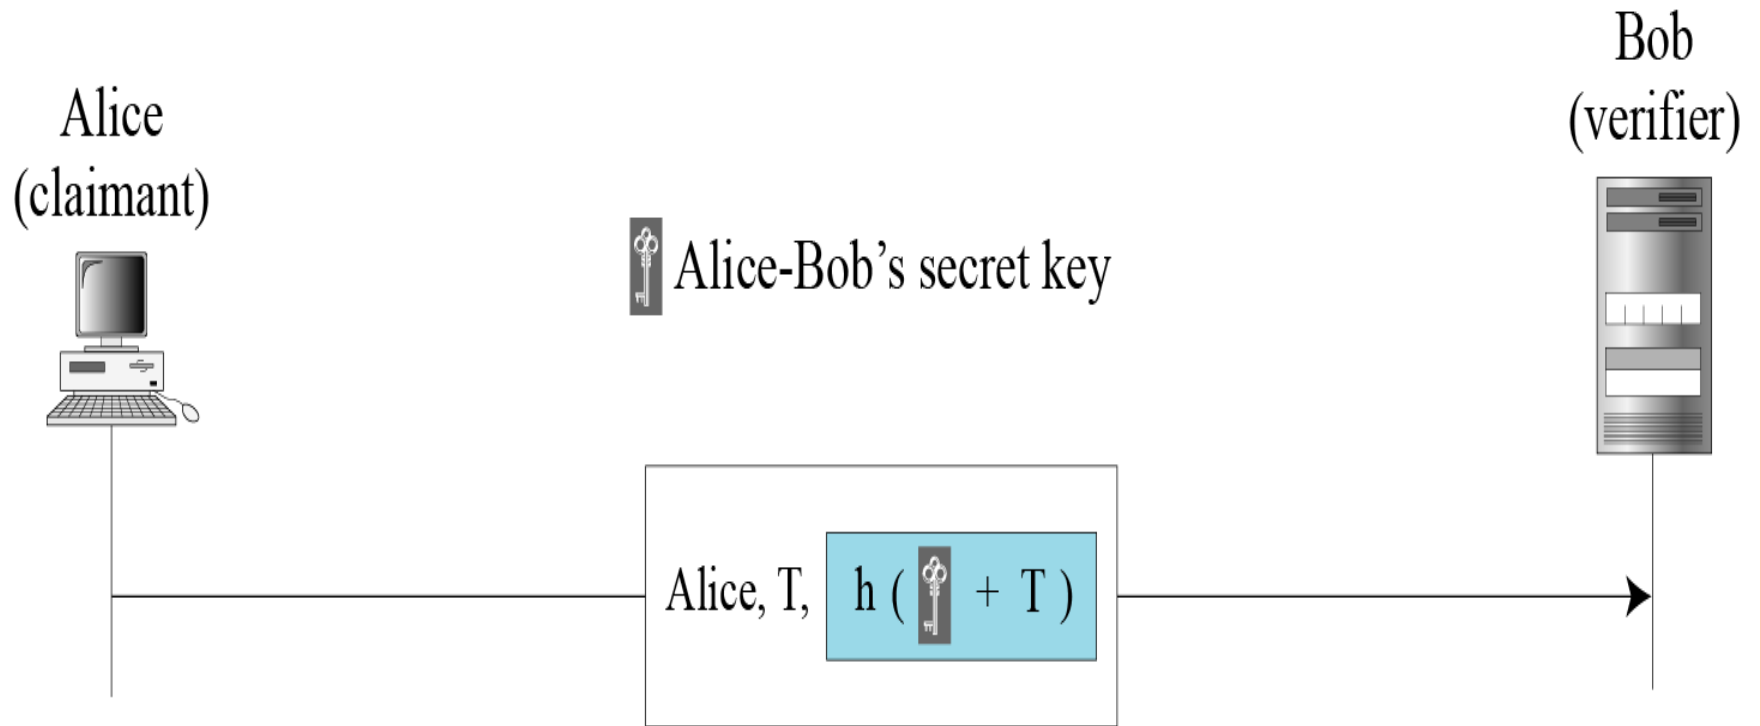 Bob
(verifier)
Alice
(claimant)
Alice-Bob’s secret key
Alice, T, h ( + T )